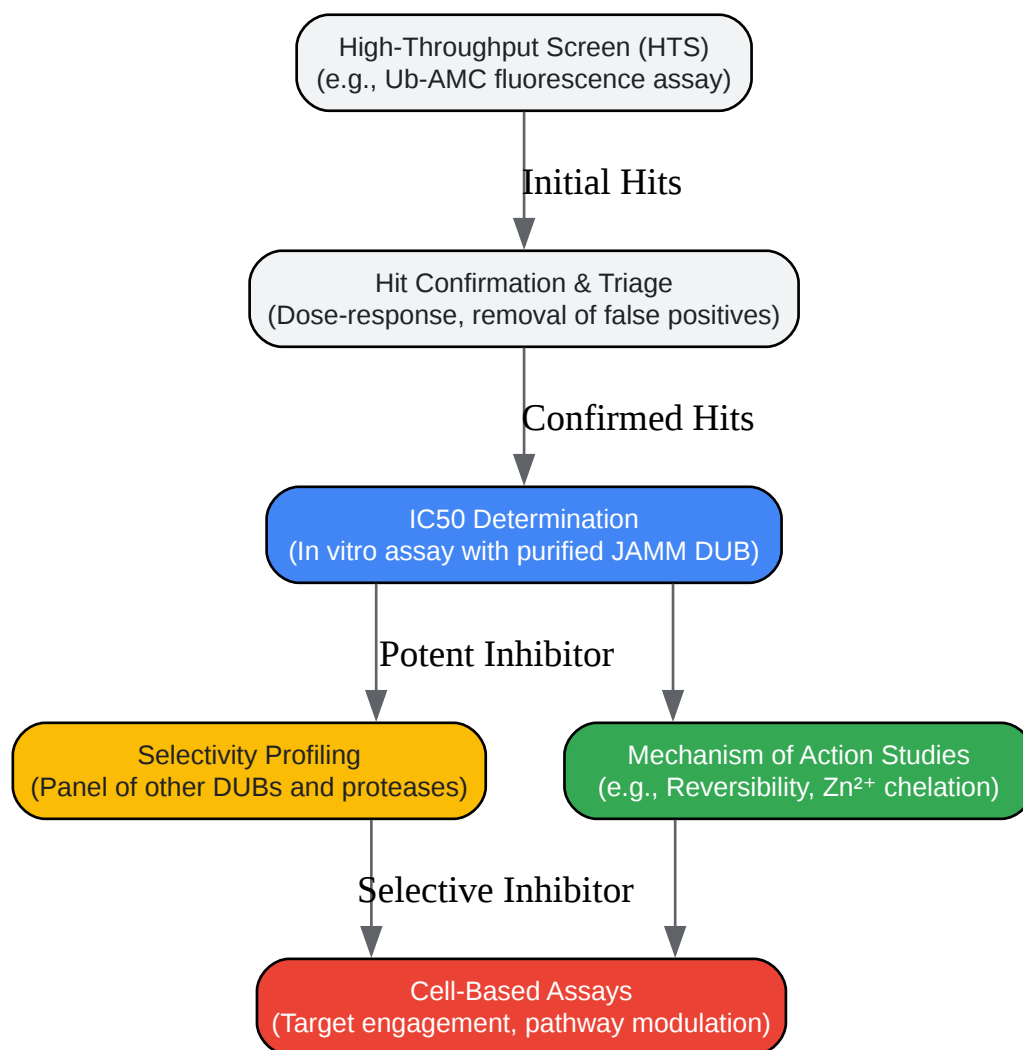 High-Throughput Screen (HTS)
(e.g., Ub-AMC fluorescence assay)
Initial Hits
Hit Confirmation & Triage
(Dose-response, removal of false positives)
Confirmed Hits
IC50 Determination
(In vitro assay with purified JAMM DUB)
Potent Inhibitor
Selectivity Profiling
(Panel of other DUBs and proteases)
Mechanism of Action Studies
(e.g., Reversibility, Zn²⁺ chelation)
Selective Inhibitor
Cell-Based Assays
(Target engagement, pathway modulation)